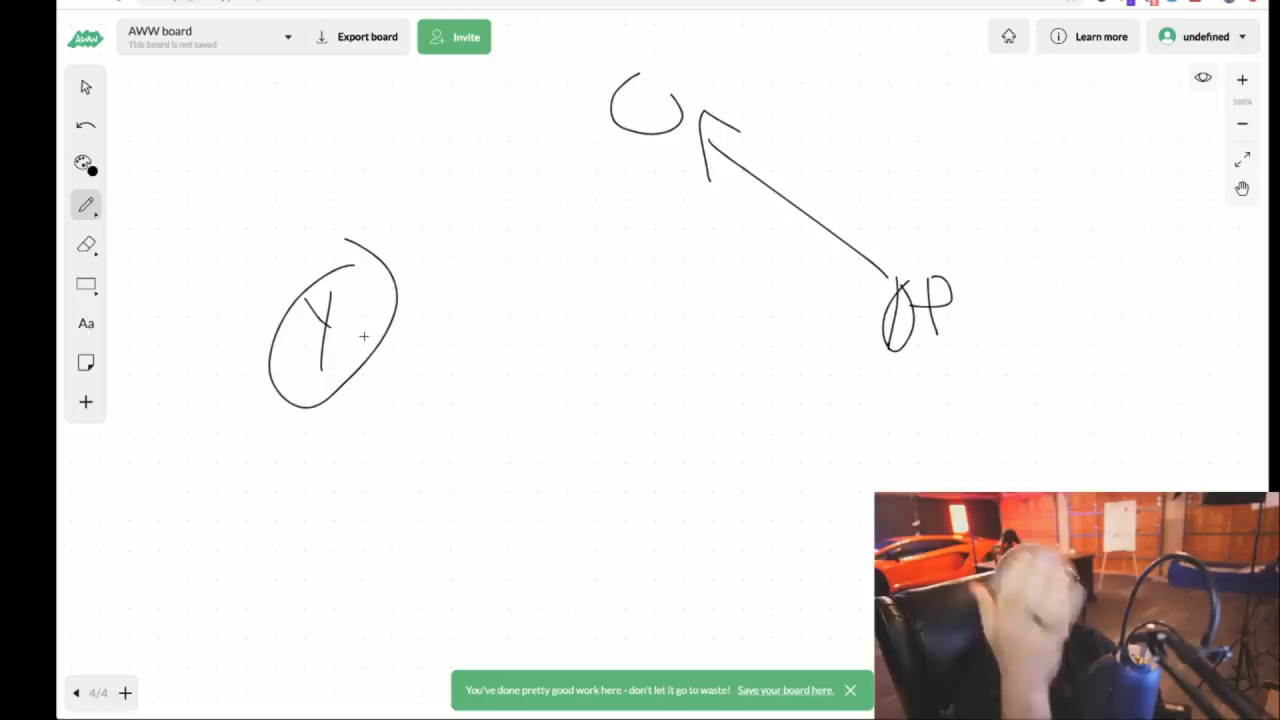 AWW board
This board is not saved
Export board
Invite
Learn more
undefined
AWW
100%
Aa
Y
4/4
You've done pretty good work here - don't let it go to waste! Save your board here.